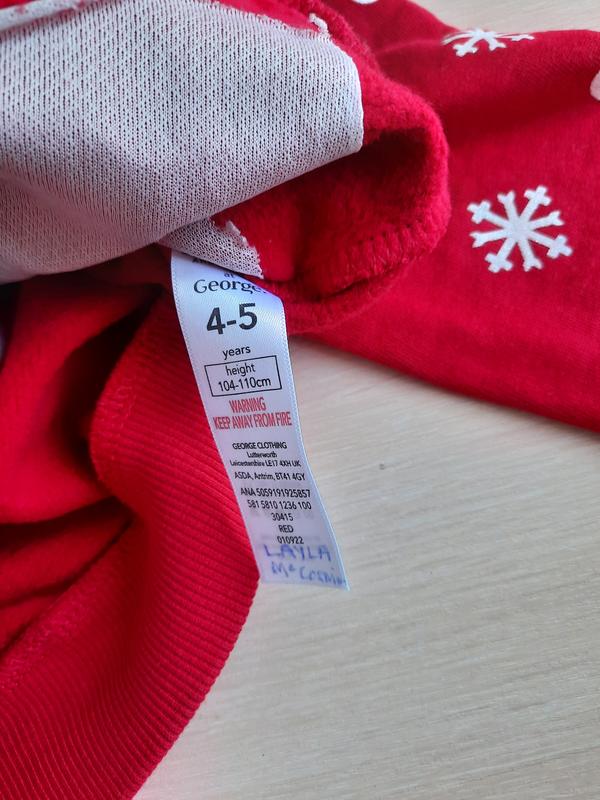 at
George.
4-5
years
height
104-110cm
WARNING
KEEP AWAY FROM FIRE
GEORGE CLOTHING
Lutterworth
Leicestershire LE17 4XH UK
ASDA, Antrim, BT41 4GY
ANA 5059191925857
581 5810 1236 100
30415
RED
010922
LAYLA